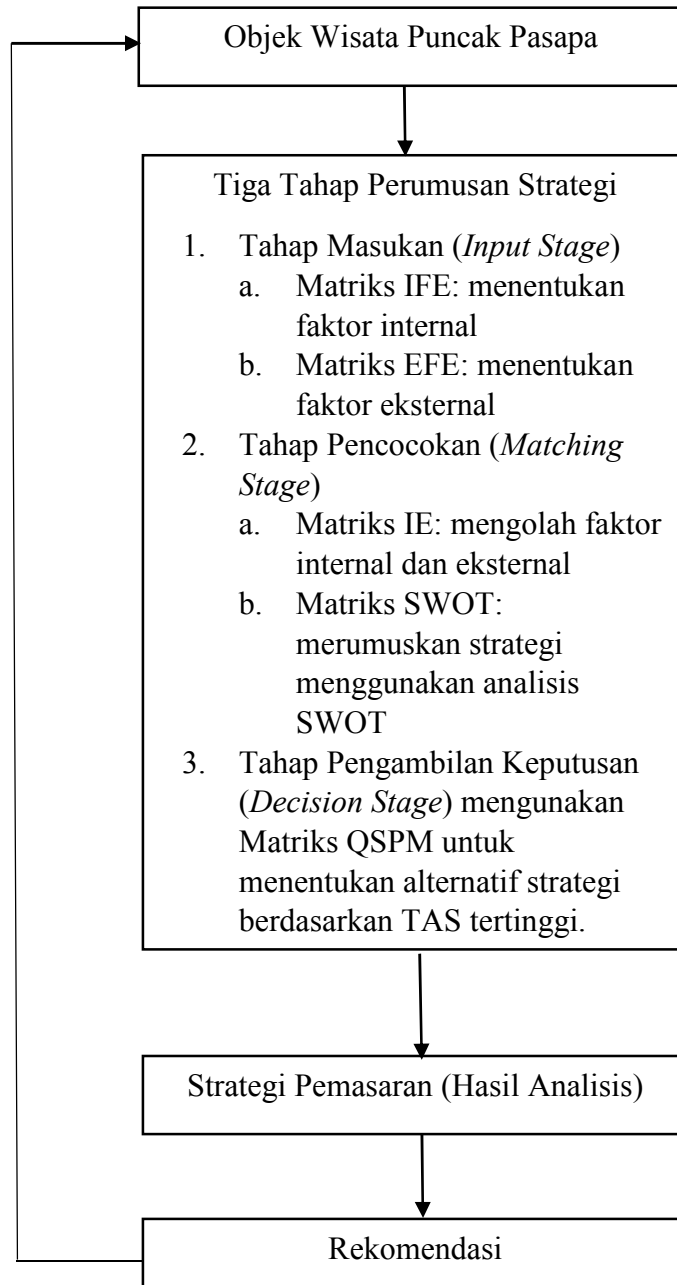 Objek Wisata Puncak Pasapa
Tiga Tahap Perumusan Strategi
1. Tahap Masukan (Input Stage)
a. Matriks IFE: menentukan
faktor internal
b. Matriks EFE: menentukan
faktor eksternal
2. Tahap Pencocokan (Matching
Stage)
a. Matriks IE: mengolah faktor
internal dan eksternal
b. Matriks SWOT:
merumuskan strategi
menggunakan analisis
SWOT
3. Tahap Pengambilan Keputusan
(Decision Stage) mengunakan
Matriks QSPM untuk
menentukan alternatif strategi
berdasarkan TAS tertinggi.
Strategi Pemasaran (Hasil Analisis)
Rekomendasi